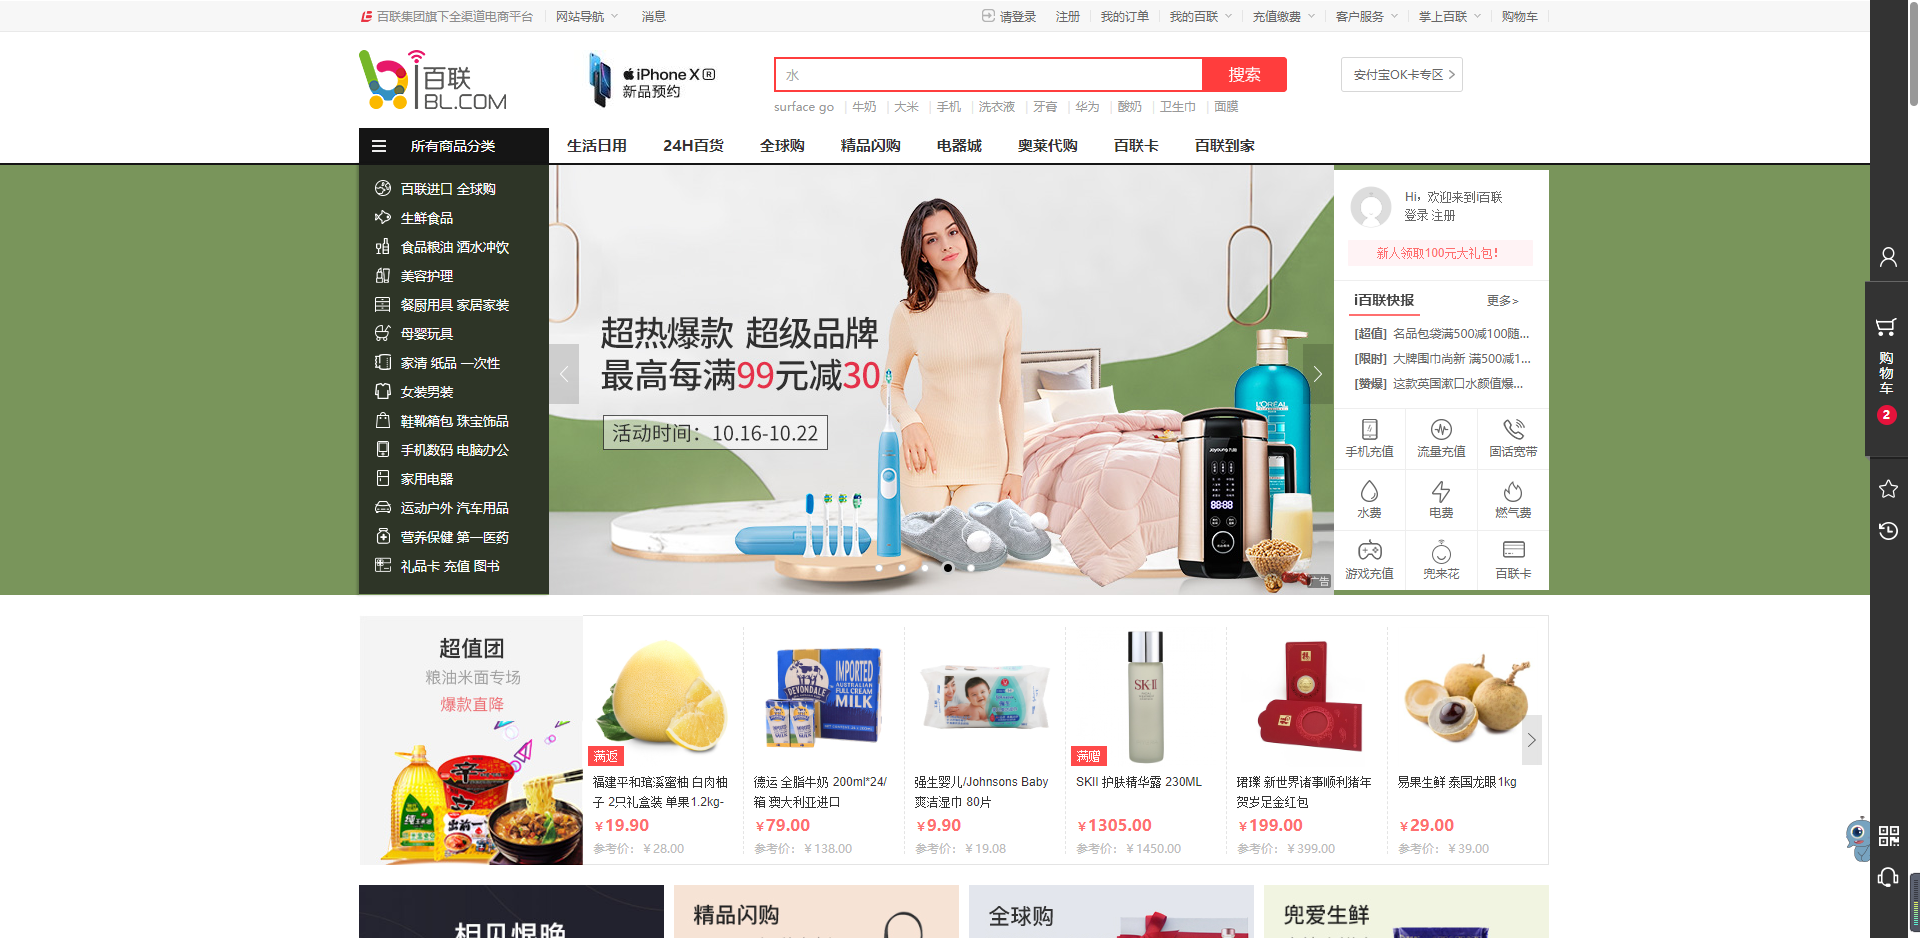 百联集团旗下全渠道电商平台 网站导航 消息 请登录 注册 我的订单 我的百联 充值缴费 客户服务 掌上百联 购物车
百联
BL.COM
iPhone XR
新品预约
水 搜索
安付宝OK卡专区 >
surface go 牛奶 大米 手机 洗衣液 牙膏 华为 酸奶 卫生巾 面膜
所有商品分类 生活日用 24H百货 全球购 精品闪购 电器城 奥莱代购 百联卡 百联到家
百联进口 全球购
生鲜食品
食品粮油 酒水冲饮
美容护理
餐厨用具 家居家装
母婴玩具
家清 纸品 一次性
女装男装
鞋靴箱包 珠宝饰品
手机数码 电脑办公
家用电器
运动户外 汽车用品
营养保健 第一医药
礼品卡 充值 图书
超热爆款 超级品牌
最高每满99元减30
活动时间：10.16-10.22
L'ORÉAL
Joyoung 九阳
88:88
广告
Hi，欢迎来到i百联
登录 注册
新人领取100元大礼包！
i百联快报 更多>
[超值] 名品包袋满500减100随...
[限时] 大牌围巾尚新 满500减1...
[赞爆] 这款英国漱口水颜值爆...
手机充值 流量充值 固话宽带
水费 电费 燃气费
游戏充值 兜来花 百联卡
购物车
2
超值团
粮油米面专场
爆款直降
出前一
DEVONDALE
IMPORTED
AUSTRALIAN
FULL CREAM
MILK
SK-II
满返
福建平和琯溪蜜柚 白肉柚
子 2只礼盒装 单果1.2kg-
￥19.90
参考价：￥28.00
德运 全脂牛奶 200ml*24/
箱 澳大利亚进口
￥79.00
参考价：￥138.00
强生婴儿/Johnsons Baby
爽洁湿巾 80片
￥9.90
参考价：￥19.08
满赠
SKII 护肤精华露 230ML
￥1305.00
参考价：￥1450.00
珺璞 新世界诸事顺利猪年
贺岁足金红包
￥199.00
参考价：￥399.00
易果生鲜 泰国龙眼1kg
￥29.00
参考价：￥39.00
相见恨晚
精品闪购
全球购
兜爱生鲜